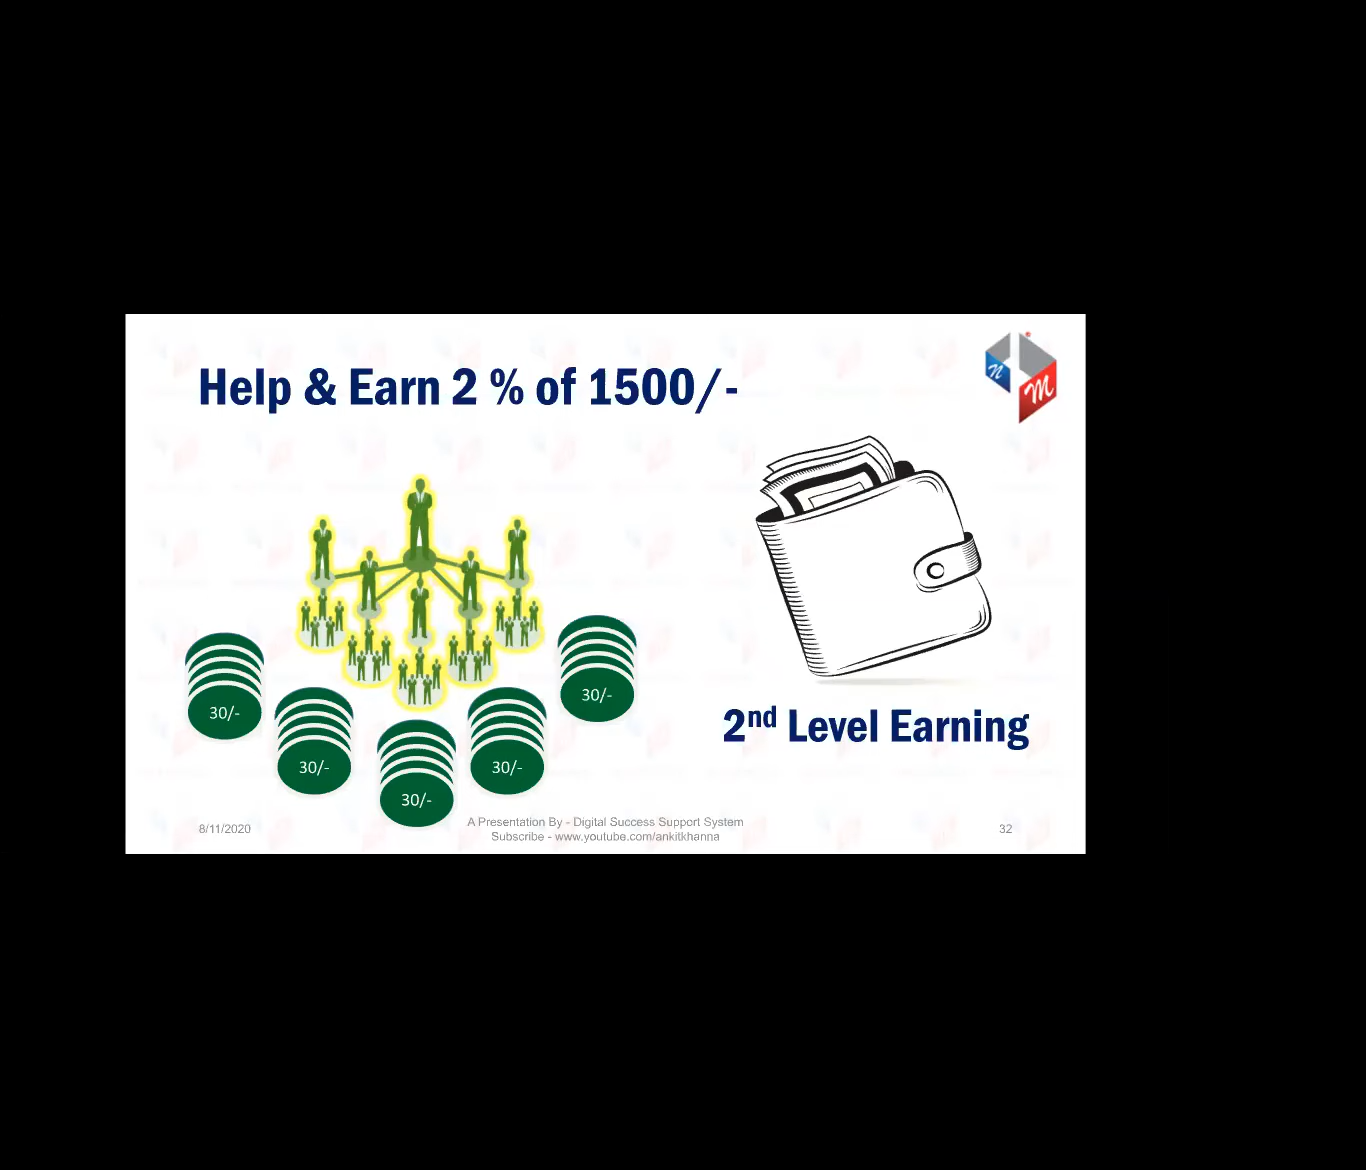 Help & Earn 2 % of 1500/-
n
m
30/-
30/-
30/-
30/-
30/-
2nd Level Earning
8/11/2020
A Presentation By - Digital Success Support System
Subscribe - www.youtube.com/ankitkhanna
32